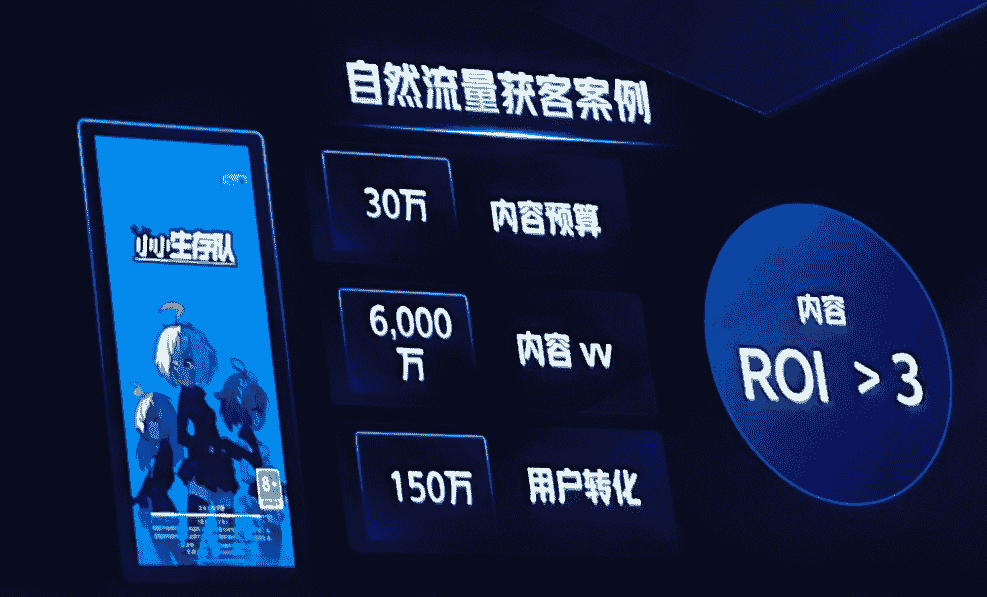 自然流量获客案例
小小生存队
8+
30万
内容预算
6,000
万
内容 vv
150万
用户转化
内容
ROI > 3